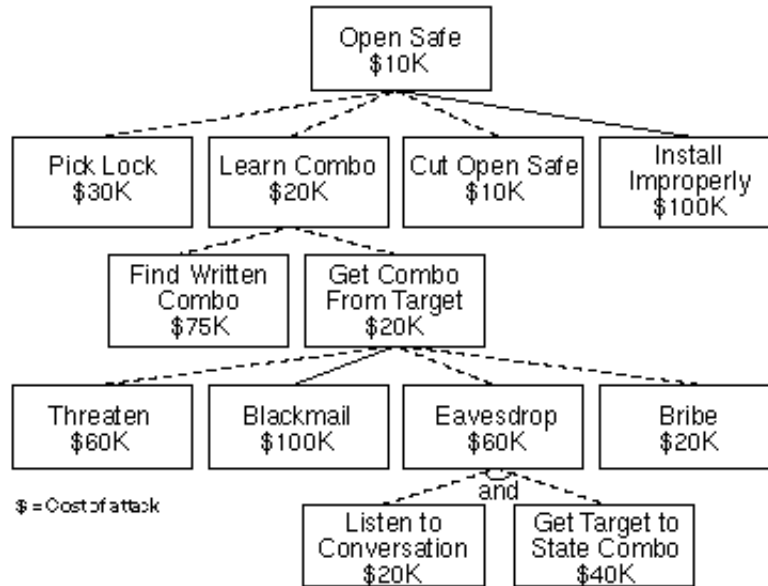 Open Safe
$10K
Pick Lock
$30K
Learn Combo
$20K
Cut Open Safe
$10K
Install
Improperly
$100K
Find Written
Combo
$75K
Get Combo
From Target
$20K
Threaten
$60K
Blackmail
$100K
Eavesdrop
$60K
Bribe
$20K
and
$ = Cost of attack
Listen to
Conversation
$20K
Get Target to
State Combo
$40K